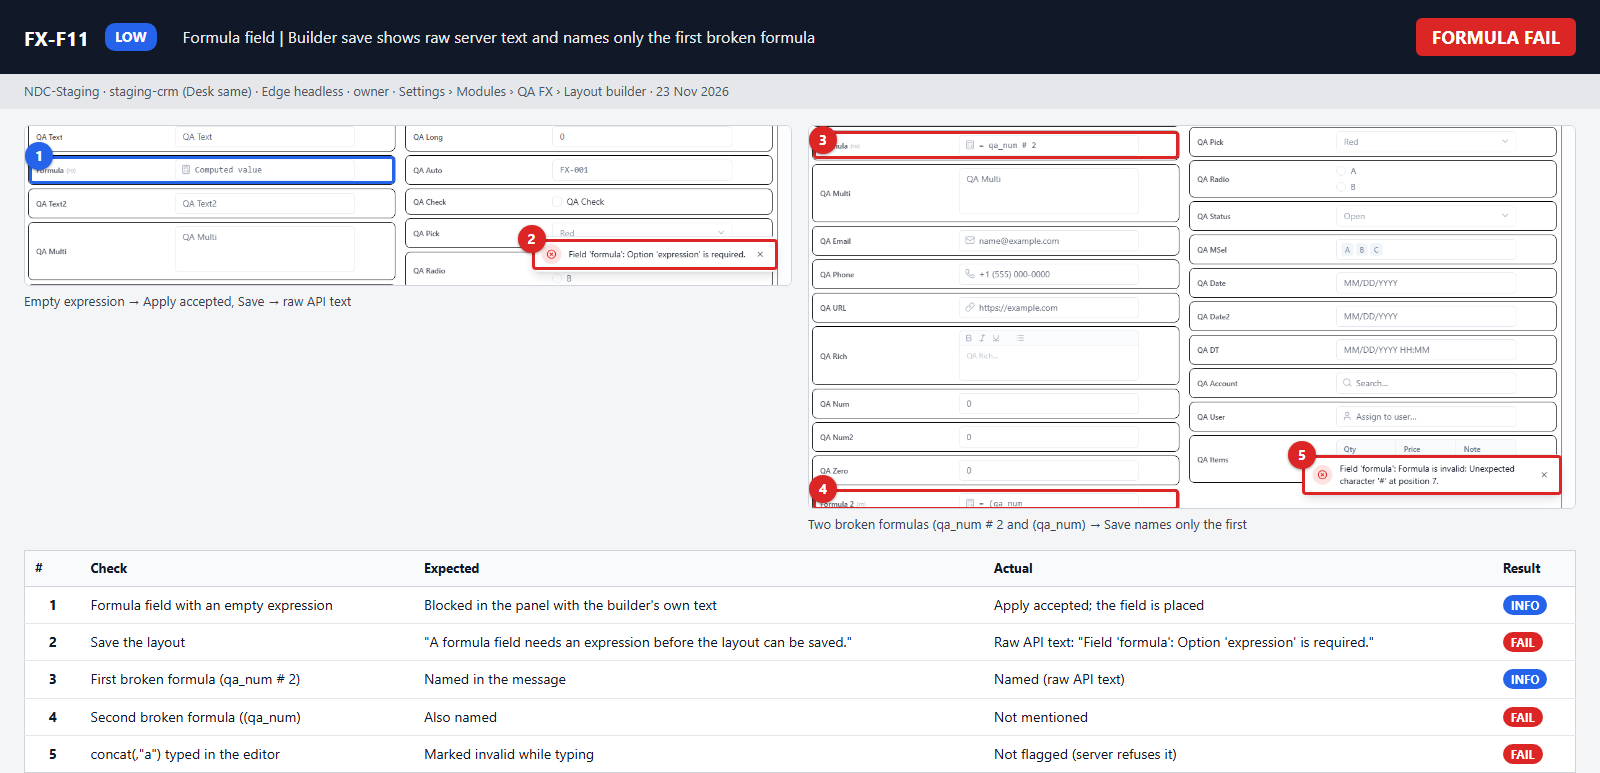 FX-F11 LOW Formula field | Builder save shows raw server text and names only the first broken formula FORMULA FAIL
NDC-Staging · staging-crm (Desk same) · Edge headless · owner · Settings › Modules › QA FX › Layout builder · 23 Nov 2026
QA Text QA Text
1
Formula (fx) Computed value
QA Text2 QA Text2
QA Multi QA Multi
QA Long 0
QA Auto FX-001
QA Check QA Check
QA Pick Red
2
Field 'formula': Option 'expression' is required. ×
QA Radio B
Empty expression → Apply accepted, Save → raw API text
3
= qa_num # 2
QA Multi QA Multi
QA Email name@example.com
QA Phone +1 (555) 000-0000
QA URL https://example.com
QA Rich B I U
QA Rich...
QA Num 0
QA Num2 0
QA Zero 0
4
Formula 2 = (qa_num
QA Pick Red
QA Radio A
B
QA Status Open
QA MSel A B C
QA Date MM/DD/YYYY
QA Date2 MM/DD/YYYY
QA DT MM/DD/YYYY HH:MM
QA Account Search...
QA User Assign to user...
QA Items Qty Price Note
5
Field 'formula': Formula is invalid: Unexpected
character '#' at position 7. ×
Two broken formulas (qa_num # 2 and (qa_num) → Save names only the first
# Check Expected Actual Result
1 Formula field with an empty expression Blocked in the panel with the builder's own text Apply accepted; the field is placed INFO
2 Save the layout "A formula field needs an expression before the layout can be saved." Raw API text: "Field 'formula': Option 'expression' is required." FAIL
3 First broken formula (qa_num # 2) Named in the message Named (raw API text) INFO
4 Second broken formula ((qa_num) Also named Not mentioned FAIL
5 concat(,"a") typed in the editor Marked invalid while typing Not flagged (server refuses it) FAIL